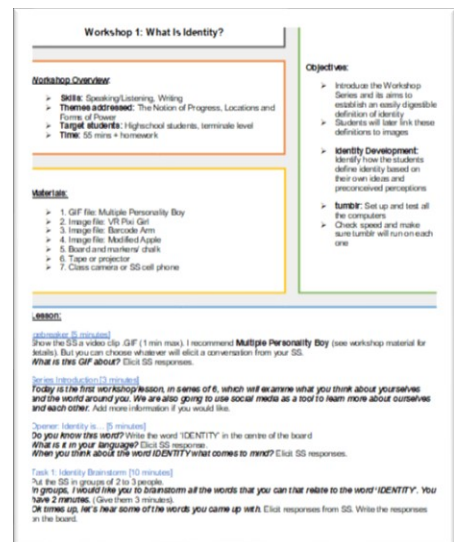 Workshop 1: What Is Identity?
Workshop Overview:
➢ Skills: Speaking/Listening, Writing
➢ Themes addressed: The Notion of Progress, Locations and
Forms of Power
➢ Target students: Highschool students, terminale level
➢ Time: 55 mins + homework
Materials:
➢ 1. GIF file: Multiple Personality Boy
➢ 2. Image file: VR Pixi Girl
➢ 3. Image file: Barcode Arm
➢ 4. Image file: Modified Apple
➢ 5. Board and markers/ chalk
➢ 6. Tape or projector
➢ 7. Class camera or SS cell phone
Objectives:
➢ Introduce the Workshop
Series and its aims to
establish an easily digestible
definition of identity
➢ Students will later link these
definitions to images
➢ Identity Development:
Identify how the students
define identity based on
their own ideas and
preconceived perceptions
➢ tumblr: Set up and test all
the computers
➢ Check speed and make
sure tumblr will run on each
one
Lesson:
Icebreaker [5 minutes]
Show the SS a video clip .GIF (1 min max). I recommend Multiple Personality Boy (see workshop material for
details). But you can choose whatever will elicit a conversation from your SS.
What is this GIF about? Elicit SS responses.
Series Introduction [3 minutes]
Today is the first workshop/lesson, in series of 6, which will examine what you think about yourselves
and the world around you. We are also going to use social media as a tool to learn more about ourselves
and each other. Add more information if you would like.
Opener: Identity is... [5 minutes]
Do you know this word? Write the word 'IDENTITY' in the centre of the board
What is it in your language? Elicit SS response.
When you think about the word IDENTITY what comes to mind? Elicit SS responses.
Task 1: Identity Brainstorm [10 minutes]
Put the SS in groups of 2 to 3 people.
In groups, I would like you to brainstorm all the words that you can that relate to the word 'IDENTITY'. You
have 2 minutes. (Give them 3 minutes).
Ok times up, let's hear some of the words you came up with. Elicit responses from SS. Write the responses
on the board.